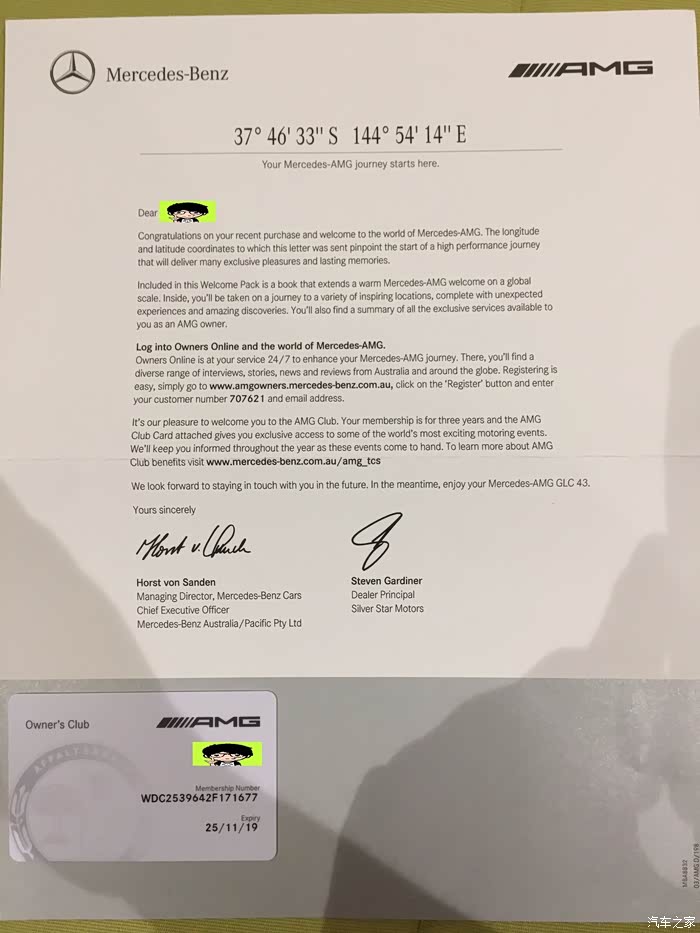 Mercedes-Benz
AMG
37° 46' 33" S 144° 54' 14" E
Your Mercedes-AMG journey starts here.
Dear
Congratulations on your recent purchase and welcome to the world of Mercedes-AMG. The longitude
and latitude coordinates to which this letter was sent pinpoint the start of a high performance journey
that will deliver many exclusive pleasures and lasting memories.
Included in this Welcome Pack is a book that extends a warm Mercedes-AMG welcome on a global
scale. Inside, you'll be taken on a journey to a variety of inspiring locations, complete with unexpected
experiences and amazing discoveries. You'll also find a summary of all the exclusive services available to
you as an AMG owner.
Log into Owners Online and the world of Mercedes-AMG.
Owners Online is at your service 24/7 to enhance your Mercedes-AMG journey. There, you'll find a
diverse range of interviews, stories, news and reviews from Australia and around the globe. Registering is
easy, simply go to www.amgowners.mercedes-benz.com.au, click on the 'Register' button and enter
your customer number 707621 and email address.
It's our pleasure to welcome you to the AMG Club. Your membership is for three years and the AMG
Club Card attached gives you exclusive access to some of the world's most exciting motoring events.
We'll keep you informed throughout the year as these events come to hand. To learn more about AMG
Club benefits visit www.mercedes-benz.com.au/amg_tcs
We look forward to staying in touch with you in the future. In the meantime, enjoy your Mercedes-AMG GLC 43.
Yours sincerely
Horst von Sanden
Managing Director, Mercedes-Benz Cars
Chief Executive Officer
Mercedes-Benz Australia/Pacific Pty Ltd
Steven Gardiner
Dealer Principal
Silver Star Motors
Owner's Club
AMG
AFFALTERBACH
Membership Number
WDC2539642F171677
Expiry
25/11/19
汽车之家